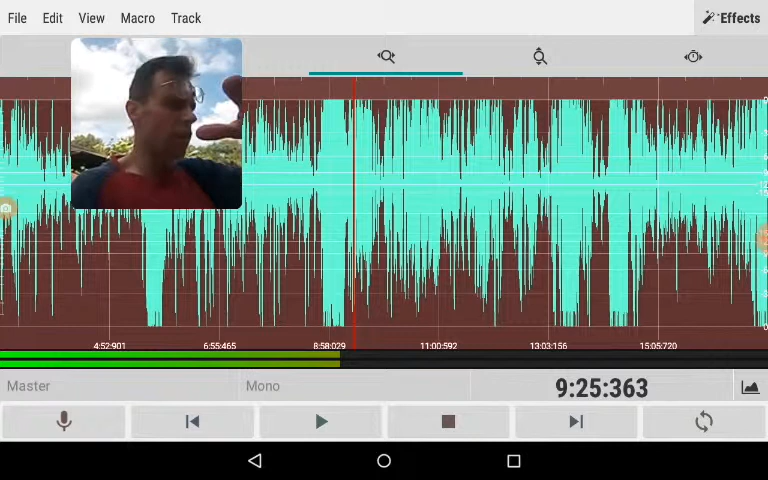 File Edit View Macro Track Effects
4:52:901 6:55:465 8:58:029 11:00:592 13:03:156 15:05:720
Master Mono 9:25:363